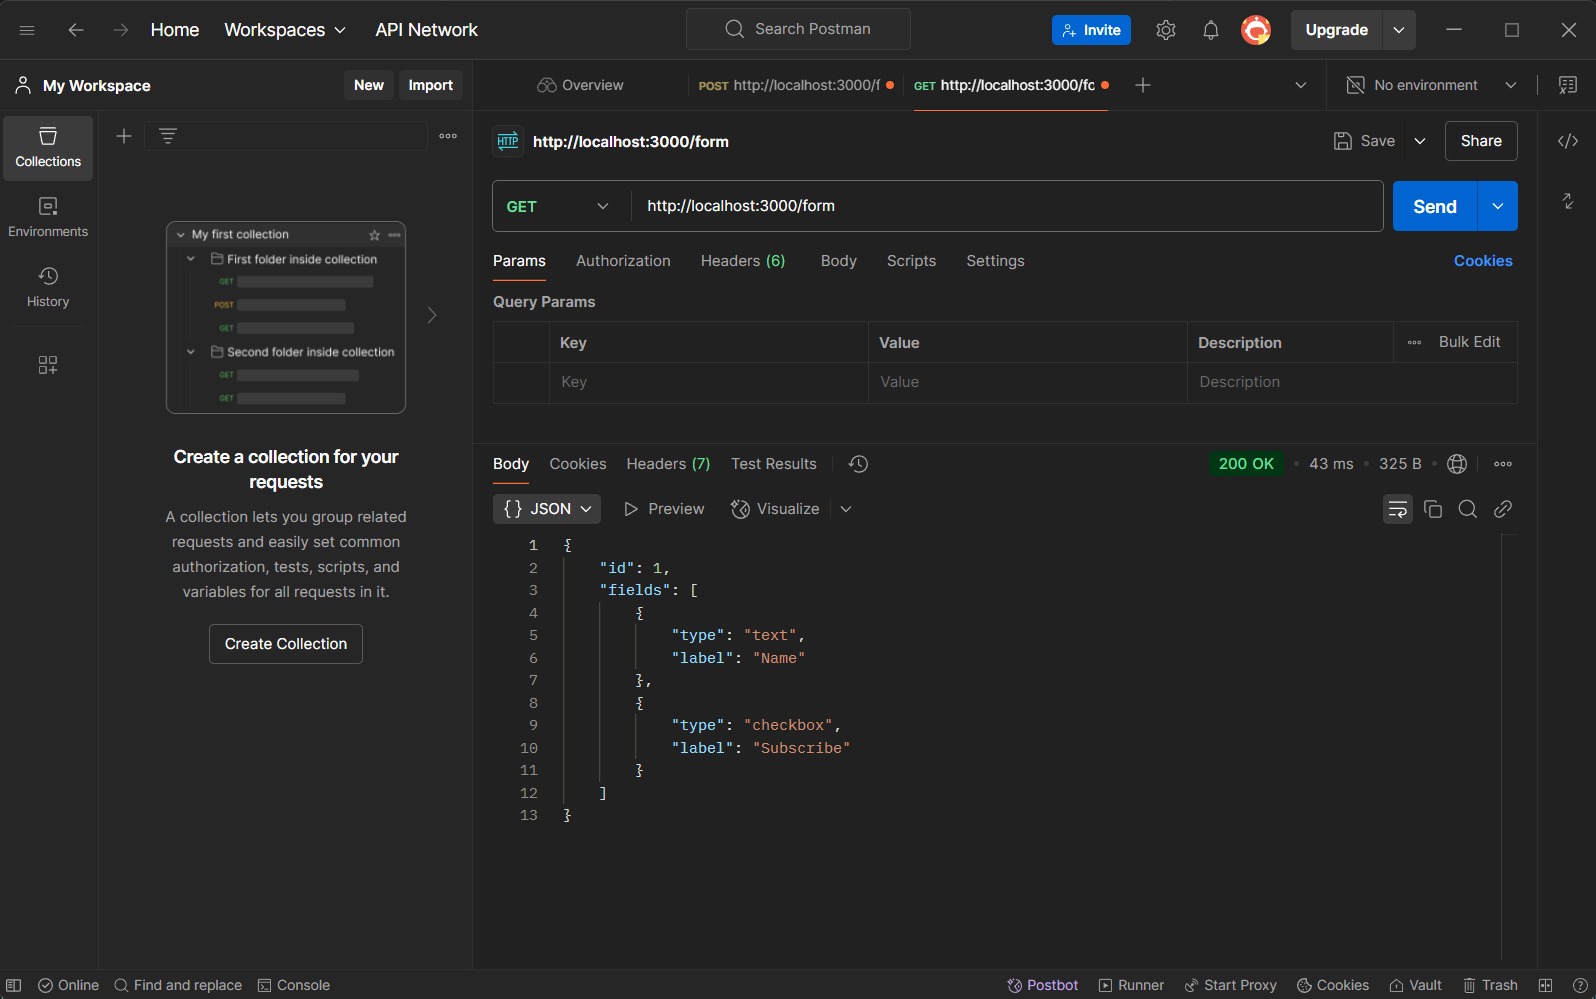 Home
Workspaces
API Network
Search Postman
Invite
Upgrade
My Workspace
New
Import
Overview
POST http://localhost:3000/f
GET http://localhost:3000/fo
No environment
Collections
Environments
History
My first collection
First folder inside collection
GET
POST
GET
Second folder inside collection
GET
GET
Create a collection for your
requests
A collection lets you group related
requests and easily set common
authorization, tests, scripts, and
variables for all requests in it.
Create Collection
HTTP http://localhost:3000/form
Save
Share
GET http://localhost:3000/form
Send
Params Authorization Headers (6) Body Scripts Settings
Cookies
Query Params
Key Value Description Bulk Edit
Key Value Description
Body Cookies Headers (7) Test Results
200 OK • 43 ms • 325 B •
{} JSON Preview Visualize
1 {
2 "id": 1,
3 "fields": [
4 {
5 "type": "text",
6 "label": "Name"
7 },
8 {
9 "type": "checkbox",
10 "label": "Subscribe"
11 }
12 ]
13 }
Online Find and replace Console
Postbot Runner Start Proxy Cookies Vault Trash